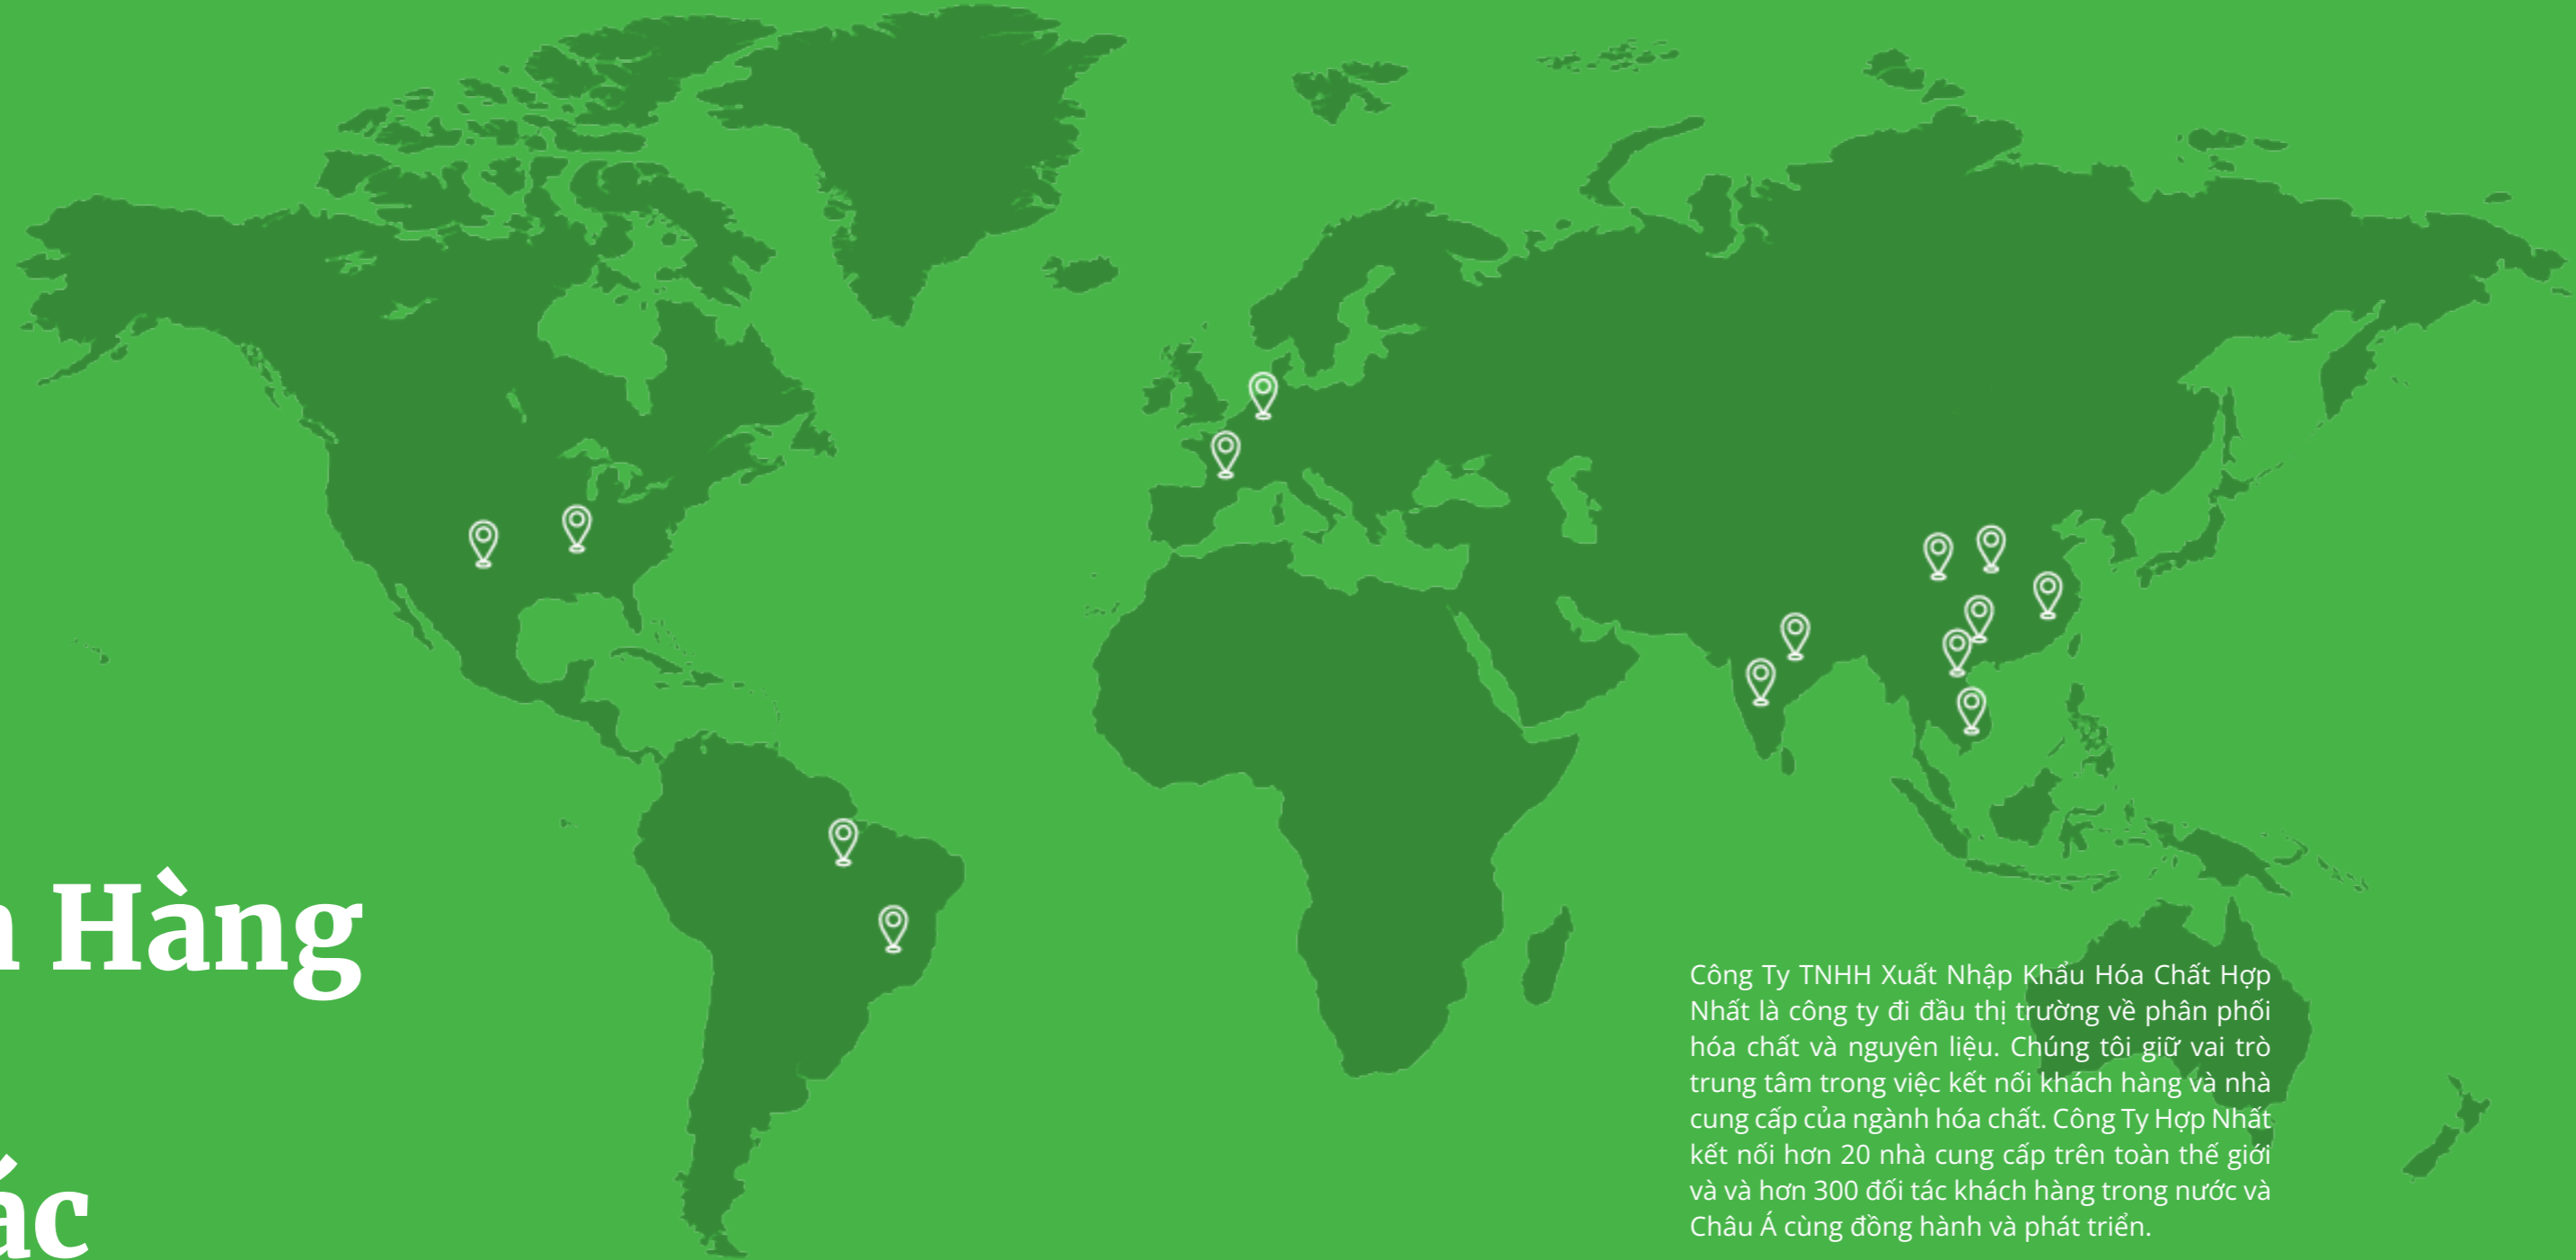 Hàng
Công Ty TNHH Xuất Nhập Khẩu Hóa Chất Hợp
Nhất là công ty đi đầu thị trường về phân phối
hóa chất và nguyên liệu. Chúng tôi giữ vai trò
trung tâm trong việc kết nối khách hàng và nhà
cung cấp của ngành hóa chất. Công Ty Hợp Nhất
kết nối hơn 20 nhà cung cấp trên toàn thế giới
và và hơn 300 đối tác khách hàng trong nước và
Châu Á cùng đồng hành và phát triển.